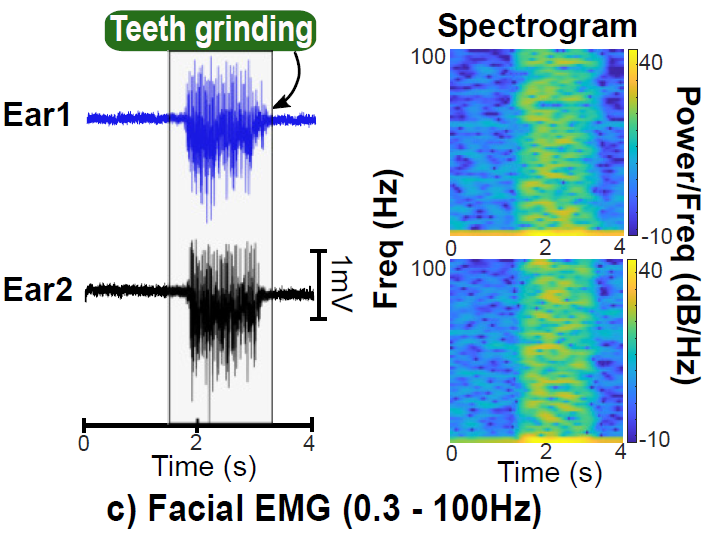 Teeth grinding
Spectrogram
Ear1
Ear2
1mV
0 2 4
Time (s)
Freq (Hz)
100
0 2 4
40
-10
100
0 2 4
40
-10
Time (s)
Power/Freq (dB/Hz)
c) Facial EMG (0.3 - 100Hz)